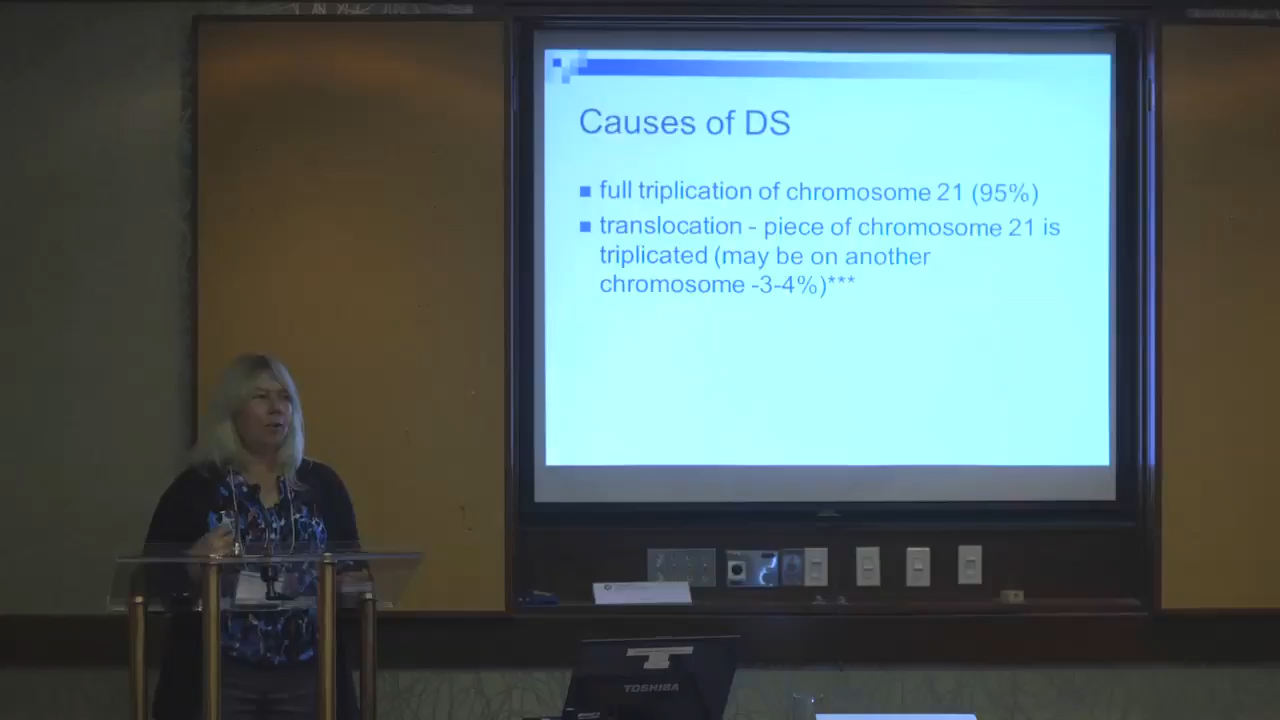 Causes of DS
full triplication of chromosome 21 (95%)
translocation - piece of chromosome 21 is
triplicated (may be on another
chromosome -3-4%)***
TOSHIBA